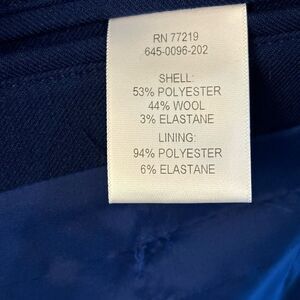 RN 77219
645-0096-202
SHELL:
53% POLYESTER
44% WOOL
3% ELASTANE
LINING:
94% POLYESTER
6% ELASTANE